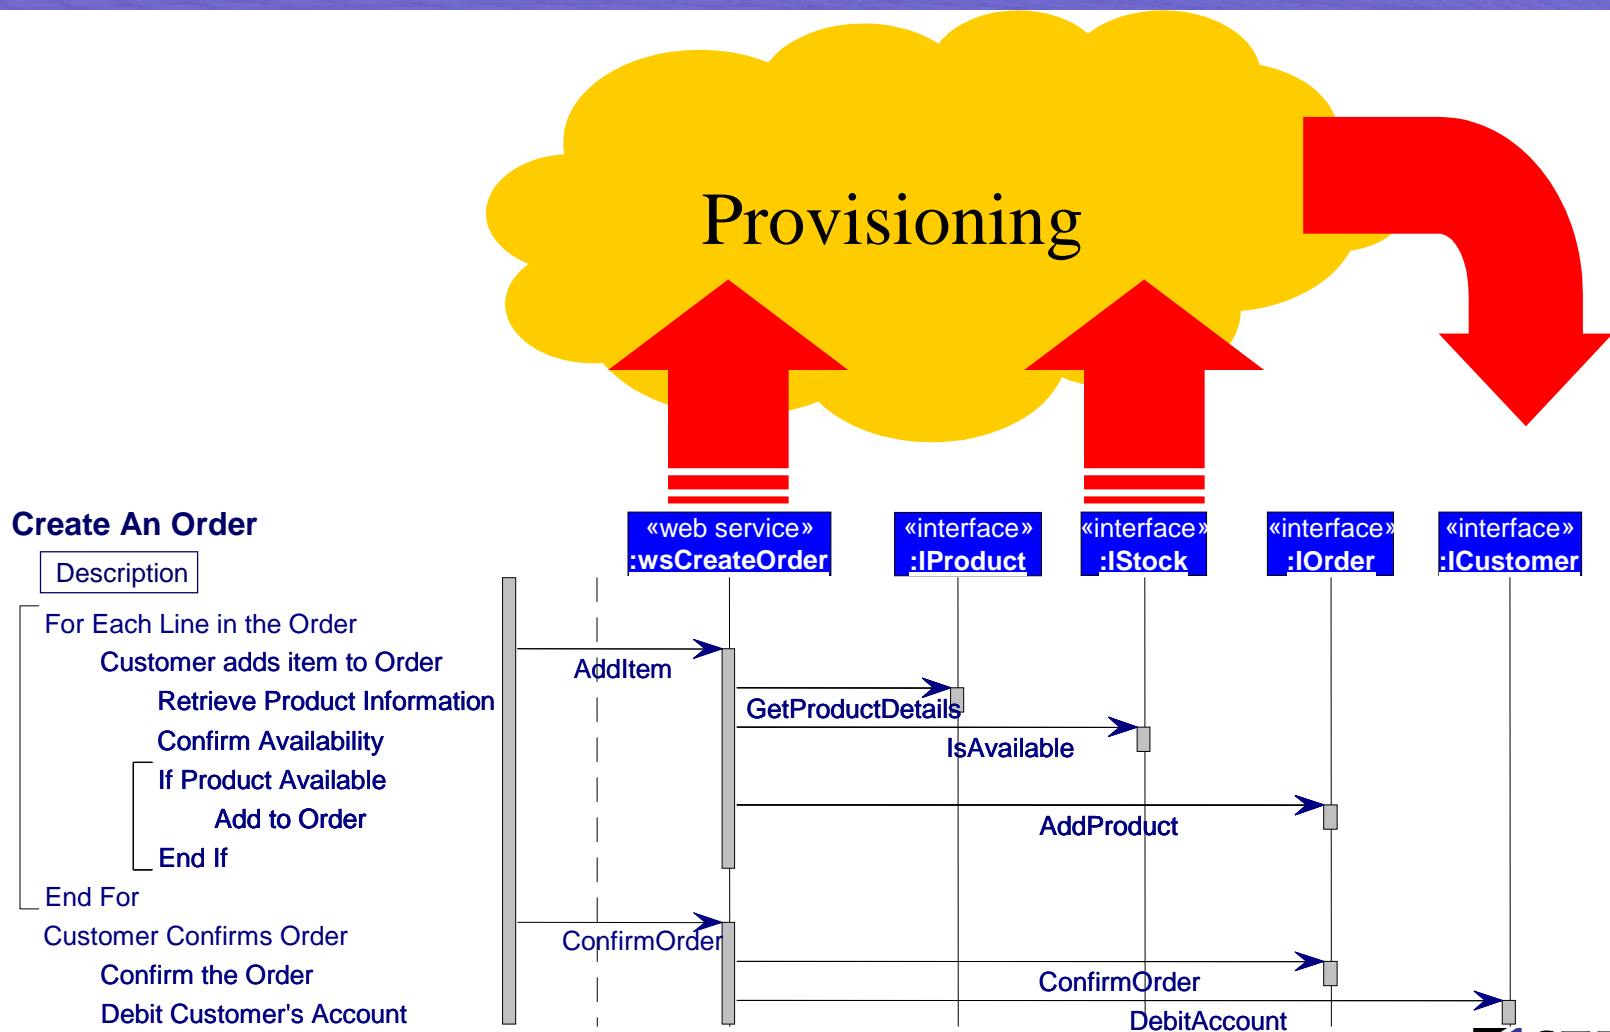 Provisioning
Create An Order
Description
For Each Line in the Order
Customer adds item to Order
Retrieve Product Information
Confirm Availability
If Product Available
Add to Order
End If
End For
Customer Confirms Order
Confirm the Order
Debit Customer's Account
«web service»
:wsCreateOrder
«interface»
:IProduct
«interface»
:IStock
«interface»
:IOrder
«interface»
:ICustomer
AddItem
GetProductDetails
IsAvailable
AddProduct
ConfirmOrder
ConfirmOrder
DebitAccount